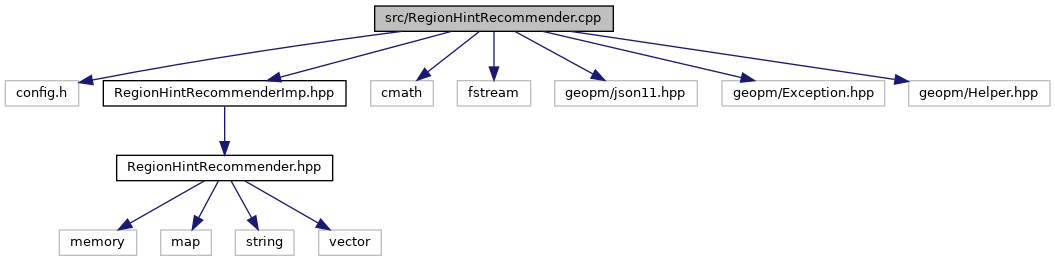 src/RegionHintRecommender.cpp
config.h
RegionHintRecommenderImp.hpp
cmath
fstream
geopm/json11.hpp
geopm/Exception.hpp
geopm/Helper.hpp
RegionHintRecommender.hpp
memory
map
string
vector